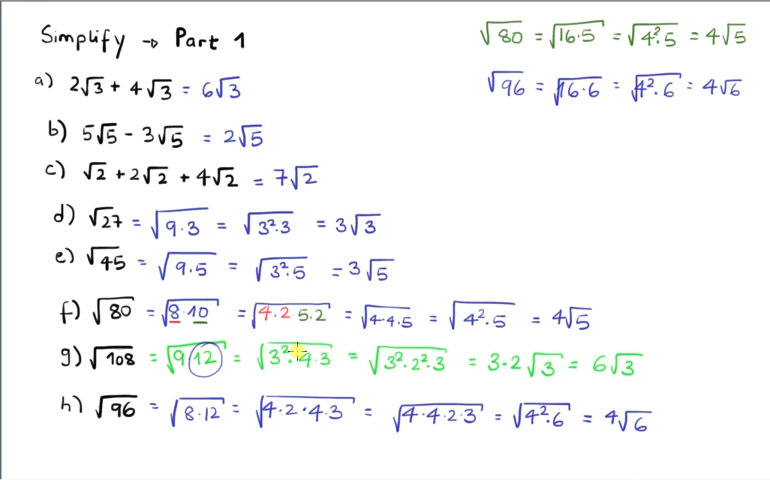 Simplify → Part 1
√80 = √16·5 = √4²·5 = 4√5
√96 = √16·6 = √4²·6 = 4√6
a) 2√3 + 4√3 = 6√3
b) 5√5 - 3√5 = 2√5
c) √2 + 2√2 + 4√2 = 7√2
d) √27 = √9·3 = √3²·3 = 3√3
e) √45 = √9·5 = √3²·5 = 3√5
f) √80 = √8·10 = √4·2 5·2 = √4·4·5 = √4²·5 = 4√5
g) √108 = √9·12 = √3²·4·3 = √3²·2²·3 = 3·2√3 = 6√3
h) √96 = √8·12 = √4·2·4·3 = √4·4·2·3 = √4²·6 = 4√6